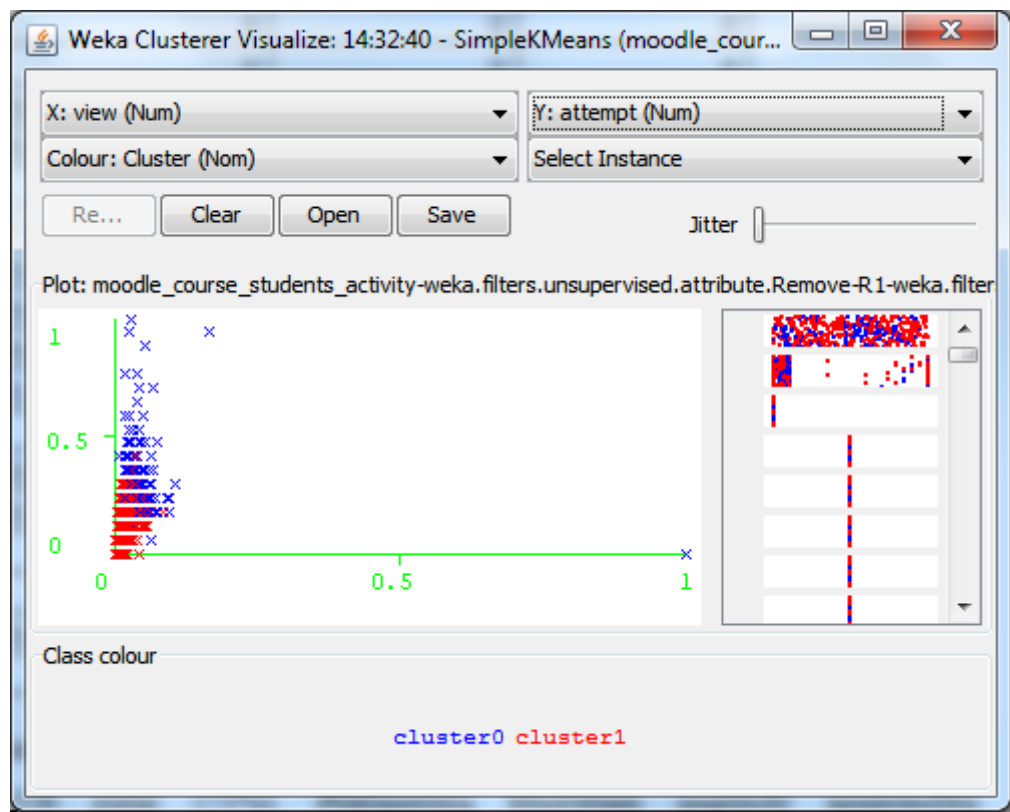 Weka Clusterer Visualize: 14:32:40 - SimpleKMeans (moodle_cour...
X: view (Num)
Y: attempt (Num)
Colour: Cluster (Nom)
Select Instance
Re...
Clear
Open
Save
Jitter
Plot: moodle_course_students_activity-weka.filters.unsupervised.attribute.Remove-R1-weka.filter
1
0.5
0
0
0.5
1
Class colour
cluster0 cluster1